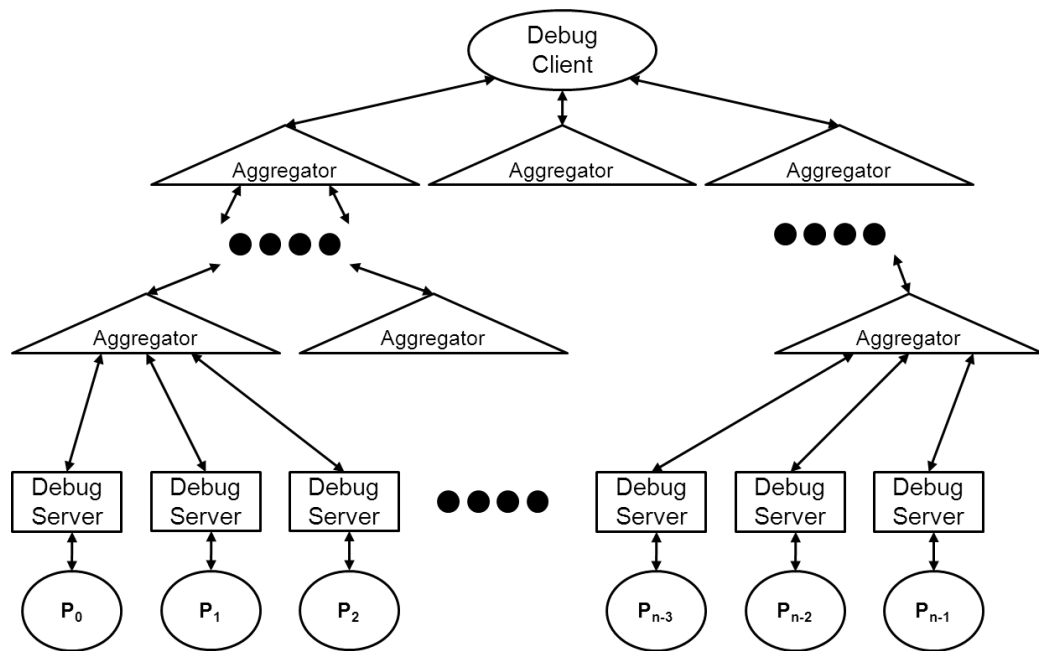 Debug
Client
Aggregator
Aggregator
Aggregator
Aggregator
Aggregator
Aggregator
Debug
Server
Debug
Server
Debug
Server
Debug
Server
Debug
Server
Debug
Server
P0
P1
P2
Pn-3
Pn-2
Pn-1